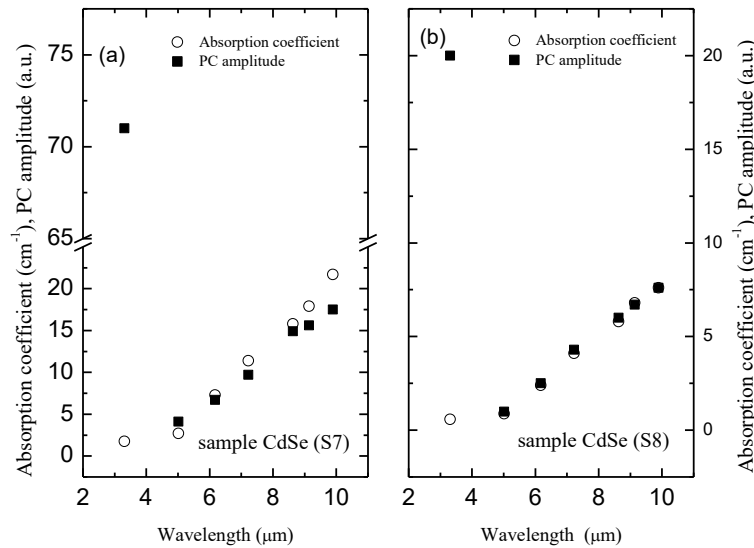 (a)
Absorption coefficient
PC amplitude
75
70
65
20
15
10
5
0
sample CdSe (S7)
2 4 6 8 10
Wavelength (μm)
Absorption coefficient (cm⁻¹), PC amplitude (a.u.)
(b)
Absorption coefficient
PC amplitude
20
15
10
5
0
sample CdSe (S8)
2 4 6 8 10
Wavelength (μm)
Absorption coefficient (cm⁻¹), PC amplitude (a.u.)